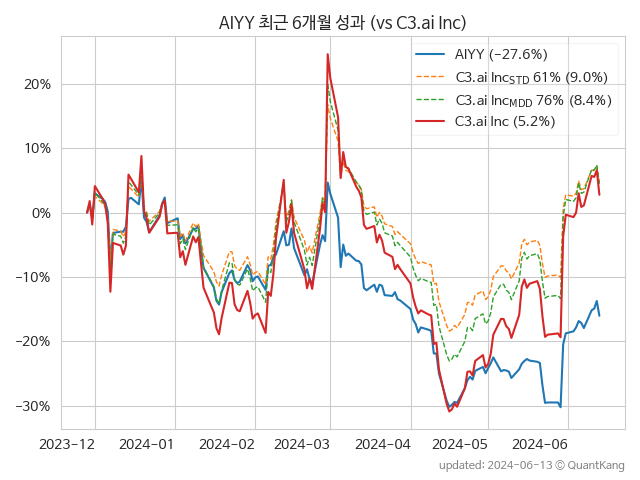 AIYY 최근 6개월 성과 (vs C3.ai Inc)
AIYY (-27.6%)
C3.ai IncSTD 61% (9.0%)
C3.ai IncMDD 76% (8.4%)
C3.ai Inc (5.2%)
20%
10%
0%
−10%
−20%
−30%
2023-12 2024-01 2024-02 2024-03 2024-04 2024-05 2024-06
updated: 2024-06-13 ⓒ QuantKang